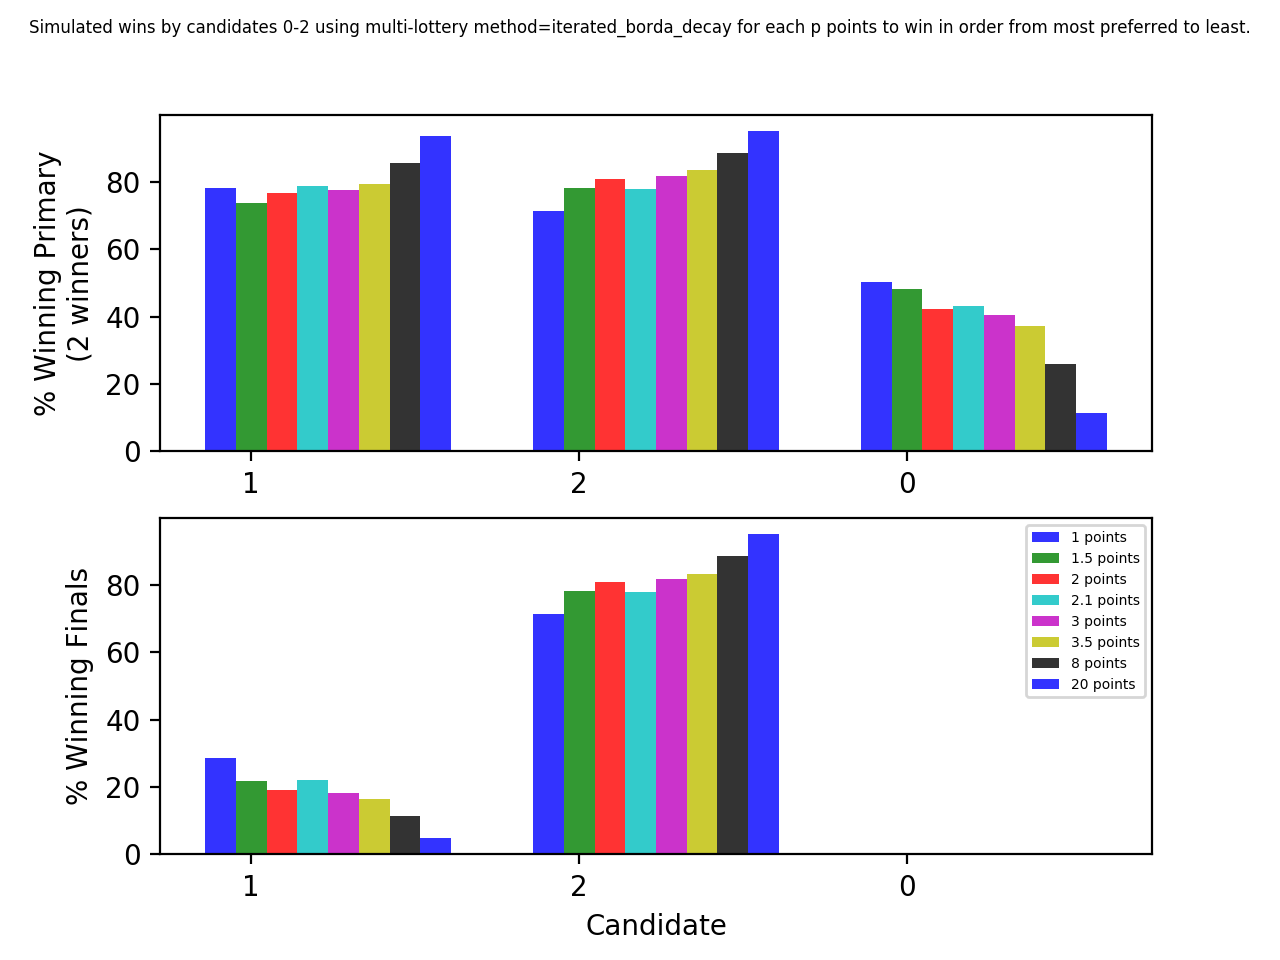 Simulated wins by candidates 0-2 using multi-lottery method=iterated_borda_decay for each p points to win in order from most preferred to least.
% Winning Primary
(2 winners)
80
60
40
20
0
1 2 0
% Winning Finals
80
60
40
20
0
1 2 0
Candidate
1 points
1.5 points
2 points
2.1 points
3 points
3.5 points
8 points
20 points